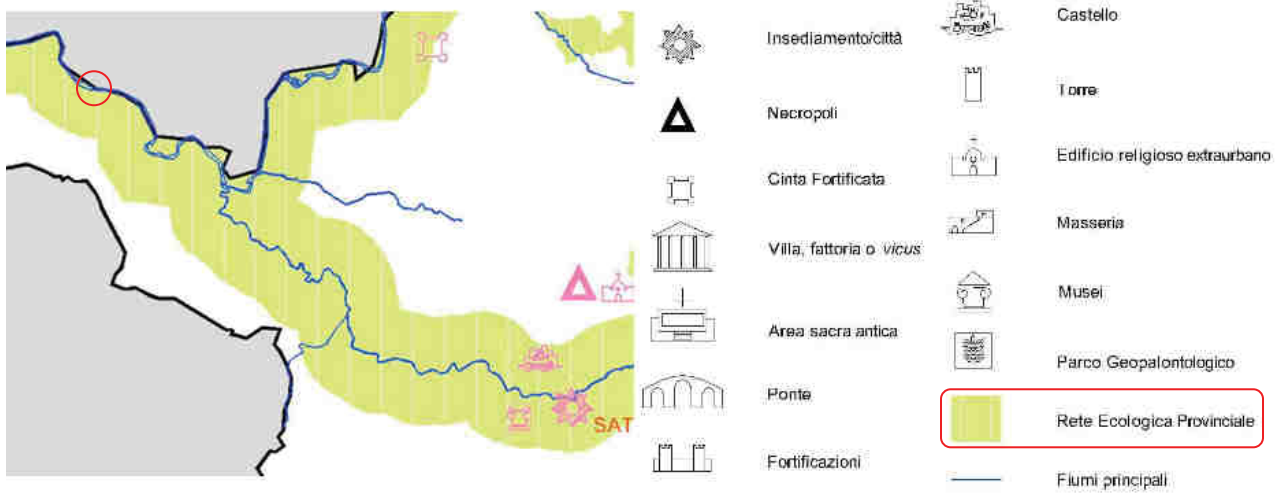 SAT
Insediamento/città
Necropoli
Cinta Fortificata
Villa, fattoria o vicus
Area sacra antica
Ponte
Fortificazioni
Castello
Torre
Edificio religioso extraurbano
Masseria
Musei
Parco Geopalontologico
Rete Ecologica Provinciale
Fiumi principali